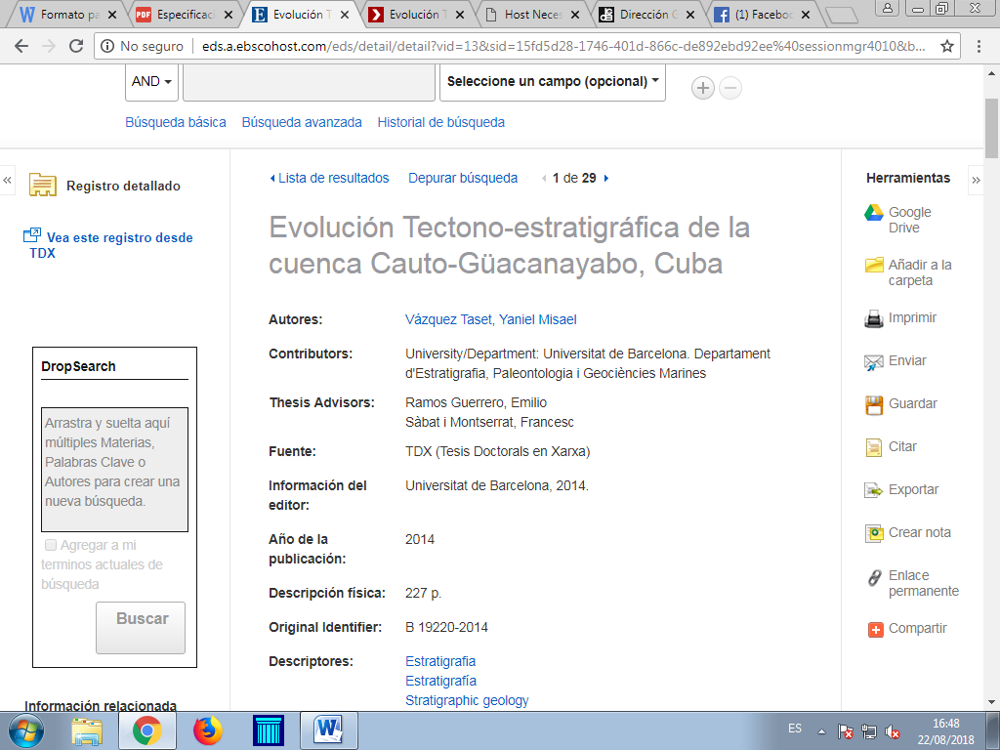 Formato pa
Especificaci
Evolución T
Evolución T
Host Neces
Dirección G
(1) Faceboo
No seguro
eds.a.ebscohost.com/eds/detail/detail?vid=13&sid=15fd5d28-1746-401d-866c-de892ebd92ee%40sessionmgr4010&b...
AND
Seleccione un campo (opcional)
Búsqueda básica Búsqueda avanzada Historial de búsqueda
«
Registro detallado
Vea este registro desde
TDX
DropSearch
Arrastra y suelta aquí
múltiples Materias,
Palabras Clave o
Autores para crear una
nueva búsqueda.
Agregar a mi
terminos actuales de
búsqueda
Buscar
Información relacionada
Lista de resultados Depurar búsqueda 1 de 29
Evolución Tectono-estratigráfica de la
cuenca Cauto-Güacanayabo, Cuba
Autores: Vázquez Taset, Yaniel Misael
Contributors: University/Department: Universitat de Barcelona. Departament
d'Estratigrafia, Paleontologia i Geociències Marines
Thesis Advisors: Ramos Guerrero, Emilio
Sàbat i Montserrat, Francesc
Fuente: TDX (Tesis Doctorals en Xarxa)
Información del Universitat de Barcelona, 2014.
editor:
Año de la 2014
publicación:
Descripción física: 227 p.
Original Identifier: B 19220-2014
Descriptores: Estratigrafia
Estratigrafía
Stratigraphic geology
Herramientas
»
Google
Drive
Añadir a la
carpeta
Imprimir
Enviar
Guardar
Citar
Exportar
Crear nota
Enlace
permanente
Compartir
ES
16:48
22/08/2018